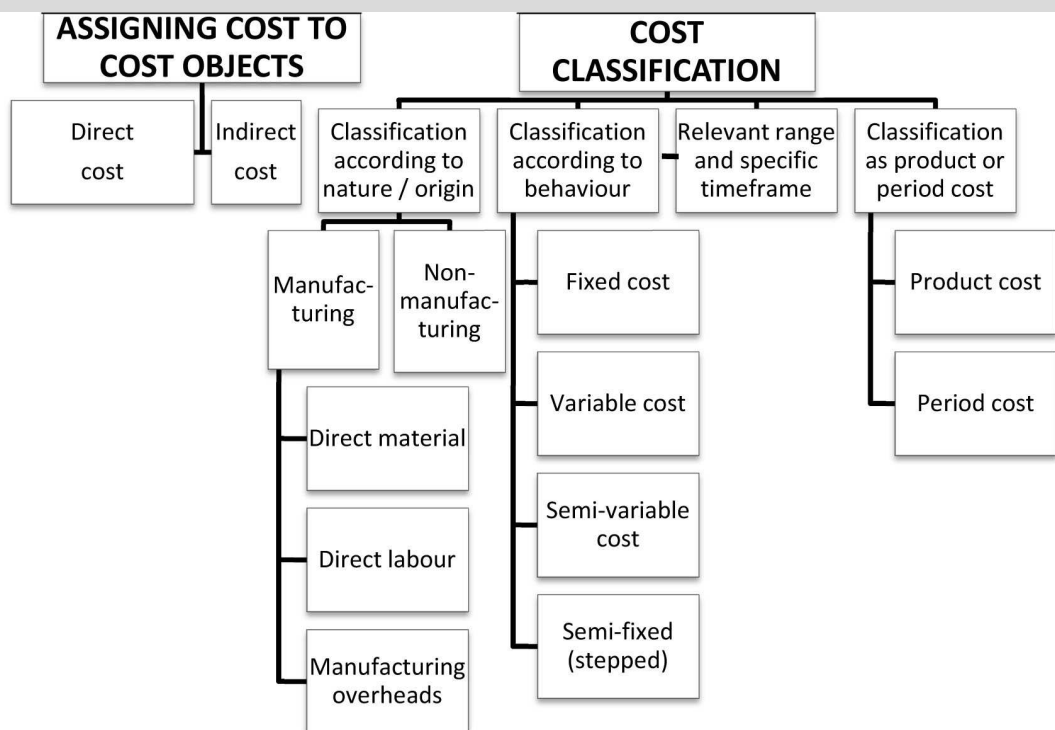 ASSIGNING COST TO
COST OBJECTS
Direct
cost
Indirect
cost
COST
CLASSIFICATION
Classification
according to
nature / origin
Classification
according to
behaviour
Relevant range
and specific
timeframe
Classification
as product or
period cost
Manufac-
turing
Non-
manufac-
turing
Direct material
Direct labour
Manufacturing
overheads
Fixed cost
Variable cost
Semi-variable
cost
Semi-fixed
(stepped)
Product cost
Period cost